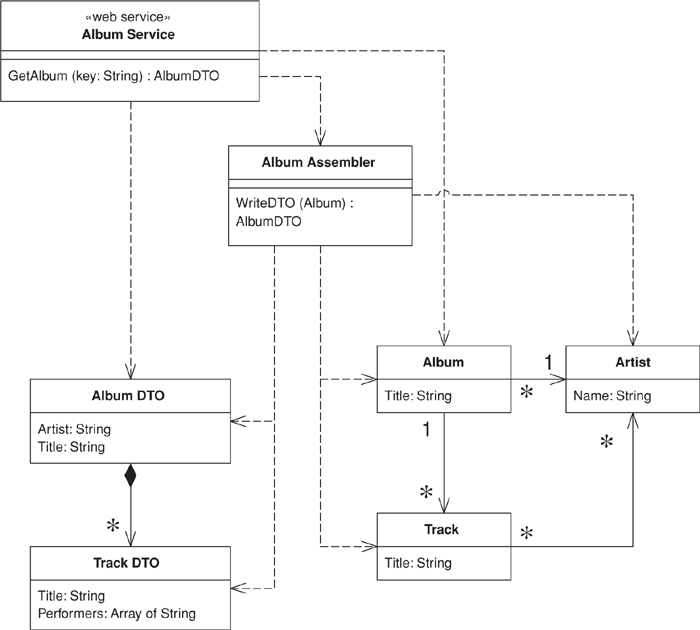 «web service»
Album Service
GetAlbum (key: String) : AlbumDTO
Album Assembler
WriteDTO (Album) :
AlbumDTO
Album
Title: String
1
*
Artist
Name: String
1
*
*
Album DTO
Artist: String
Title: String
*
Track
Title: String
*
Track DTO
Title: String
Performers: Array of String